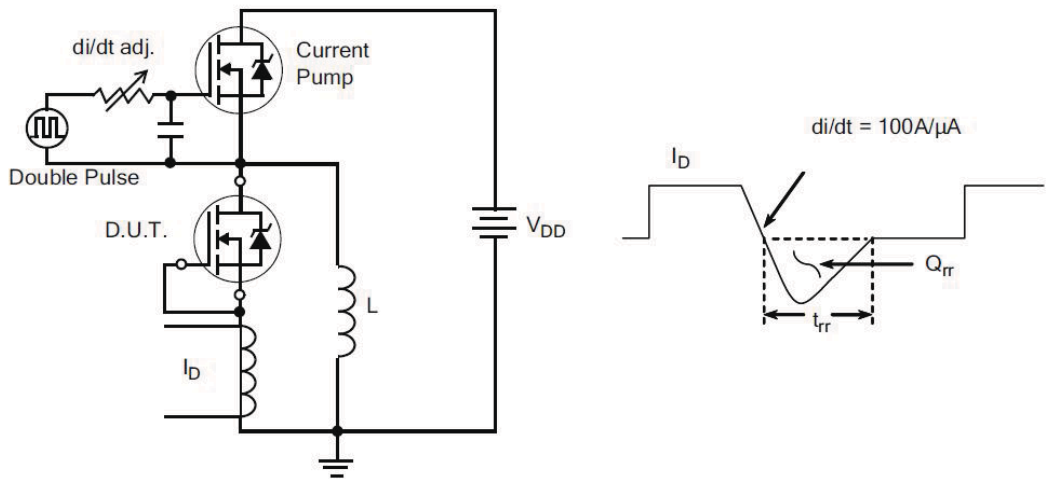 di/dt adj.
Current
Pump
Double Pulse
D.U.T.
I_D
L
V_DD
di/dt = 100A/µA
I_D
Q_rr
t_rr